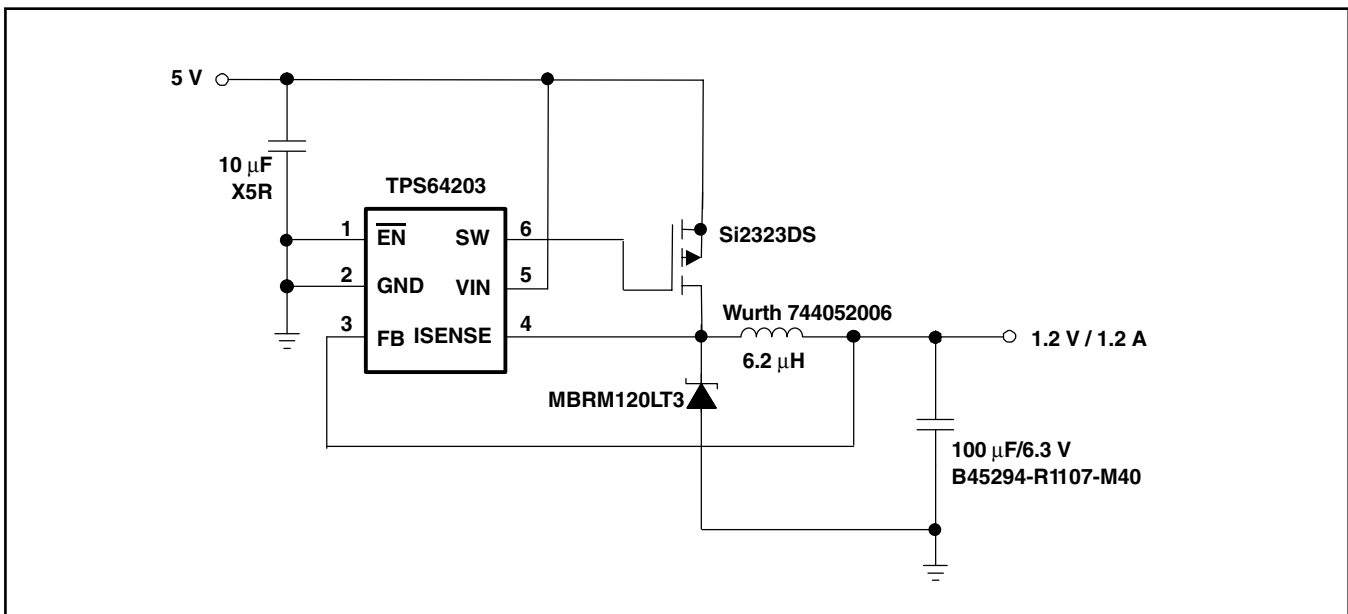 5 V
10 μF
X5R
TPS64203
1
EN
SW
6
2
GND
VIN
5
3
FB
ISENSE
4
Si2323DS
Wurth 744052006
6.2 μH
1.2 V / 1.2 A
MBRM120LT3
100 μF/6.3 V
B45294-R1107-M40